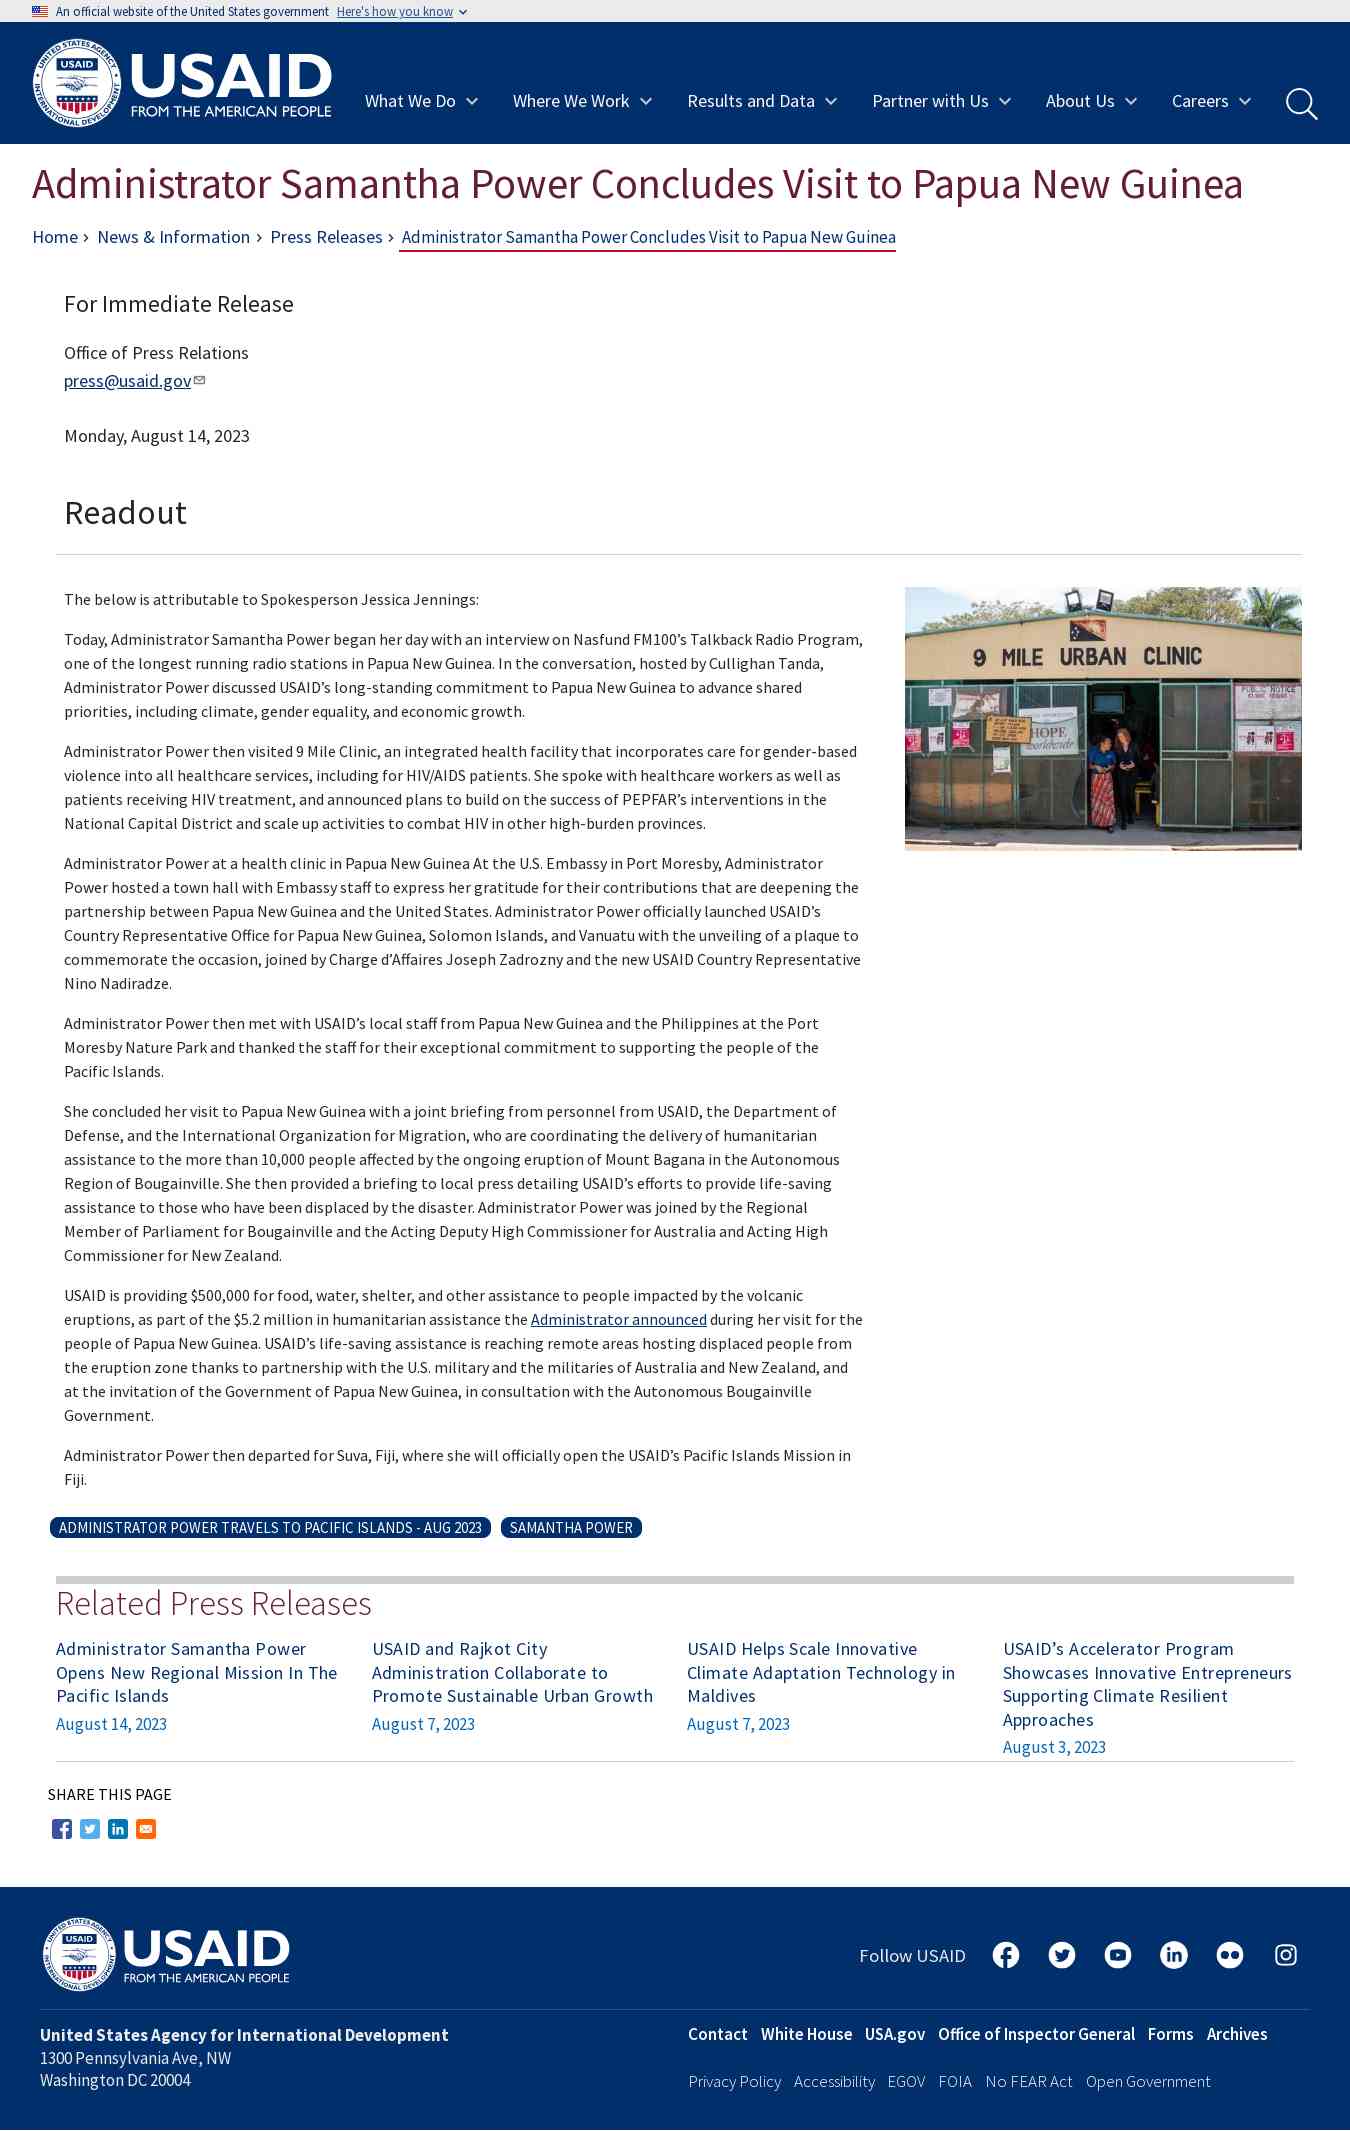 An official website of the United States government Here's how you know
USAID
FROM THE AMERICAN PEOPLE
What We Do
Where We Work
Results and Data
Partner with Us
About Us
Careers
Administrator Samantha Power Concludes Visit to Papua New Guinea
Home › News & Information › Press Releases › Administrator Samantha Power Concludes Visit to Papua New Guinea
For Immediate Release
Office of Press Relations
press@usaid.gov
Monday, August 14, 2023
Readout
The below is attributable to Spokesperson Jessica Jennings:
Today, Administrator Samantha Power began her day with an interview on Nasfund FM100’s Talkback Radio Program,
one of the longest running radio stations in Papua New Guinea. In the conversation, hosted by Cullighan Tanda,
Administrator Power discussed USAID’s long-standing commitment to Papua New Guinea to advance shared
priorities, including climate, gender equality, and economic growth.
Administrator Power then visited 9 Mile Clinic, an integrated health facility that incorporates care for gender-based
violence into all healthcare services, including for HIV/AIDS patients. She spoke with healthcare workers as well as
patients receiving HIV treatment, and announced plans to build on the success of PEPFAR’s interventions in the
National Capital District and scale up activities to combat HIV in other high-burden provinces.
Administrator Power at a health clinic in Papua New Guinea At the U.S. Embassy in Port Moresby, Administrator
Power hosted a town hall with Embassy staff to express her gratitude for their contributions that are deepening the
partnership between Papua New Guinea and the United States. Administrator Power officially launched USAID’s
Country Representative Office for Papua New Guinea, Solomon Islands, and Vanuatu with the unveiling of a plaque to
commemorate the occasion, joined by Charge d’Affaires Joseph Zadrozny and the new USAID Country Representative
Nino Nadiradze.
Administrator Power then met with USAID’s local staff from Papua New Guinea and the Philippines at the Port
Moresby Nature Park and thanked the staff for their exceptional commitment to supporting the people of the
Pacific Islands.
She concluded her visit to Papua New Guinea with a joint briefing from personnel from USAID, the Department of
Defense, and the International Organization for Migration, who are coordinating the delivery of humanitarian
assistance to the more than 10,000 people affected by the ongoing eruption of Mount Bagana in the Autonomous
Region of Bougainville. She then provided a briefing to local press detailing USAID’s efforts to provide life-saving
assistance to those who have been displaced by the disaster. Administrator Power was joined by the Regional
Member of Parliament for Bougainville and the Acting Deputy High Commissioner for Australia and Acting High
Commissioner for New Zealand.
USAID is providing $500,000 for food, water, shelter, and other assistance to people impacted by the volcanic
eruptions, as part of the $5.2 million in humanitarian assistance the Administrator announced during her visit for the
people of Papua New Guinea. USAID’s life-saving assistance is reaching remote areas hosting displaced people from
the eruption zone thanks to partnership with the U.S. military and the militaries of Australia and New Zealand, and
at the invitation of the Government of Papua New Guinea, in consultation with the Autonomous Bougainville
Government.
Administrator Power then departed for Suva, Fiji, where she will officially open the USAID’s Pacific Islands Mission in
Fiji.
9 MILE URBAN CLINIC
PUBLIC NOTICE
HOPE
worldwide
ADMINISTRATOR POWER TRAVELS TO PACIFIC ISLANDS - AUG 2023
SAMANTHA POWER
Related Press Releases
Administrator Samantha Power
Opens New Regional Mission In The
Pacific Islands
August 14, 2023
USAID and Rajkot City
Administration Collaborate to
Promote Sustainable Urban Growth
August 7, 2023
USAID Helps Scale Innovative
Climate Adaptation Technology in
Maldives
August 7, 2023
USAID’s Accelerator Program
Showcases Innovative Entrepreneurs
Supporting Climate Resilient
Approaches
August 3, 2023
SHARE THIS PAGE
USAID
FROM THE AMERICAN PEOPLE
Follow USAID
United States Agency for International Development
1300 Pennsylvania Ave, NW
Washington DC 20004
Contact White House USA.gov Office of Inspector General Forms Archives
Privacy Policy Accessibility EGOV FOIA No FEAR Act Open Government